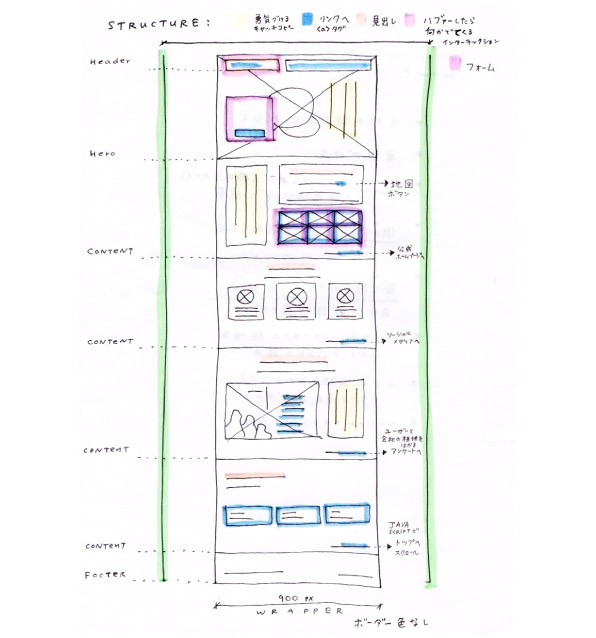 STRUCTURE:
勇気づける
キャッチコピー
リンクへ
見出し
ハブアーしたら
何かがでてくる
インターラックション
フォーム
Header
Hero
地図
ボタン
CONTENT
公式
ホームページへ
CONTENT
ソーシャル
メディアへ
ユーザーと
会社の相性を
はかる
アンケートへ
CONTENT
JAVA
SCRIPTで
トップへ
スクロール
CONTENT
FOOTER
900 px
WRAPPER
ボーダー色なし